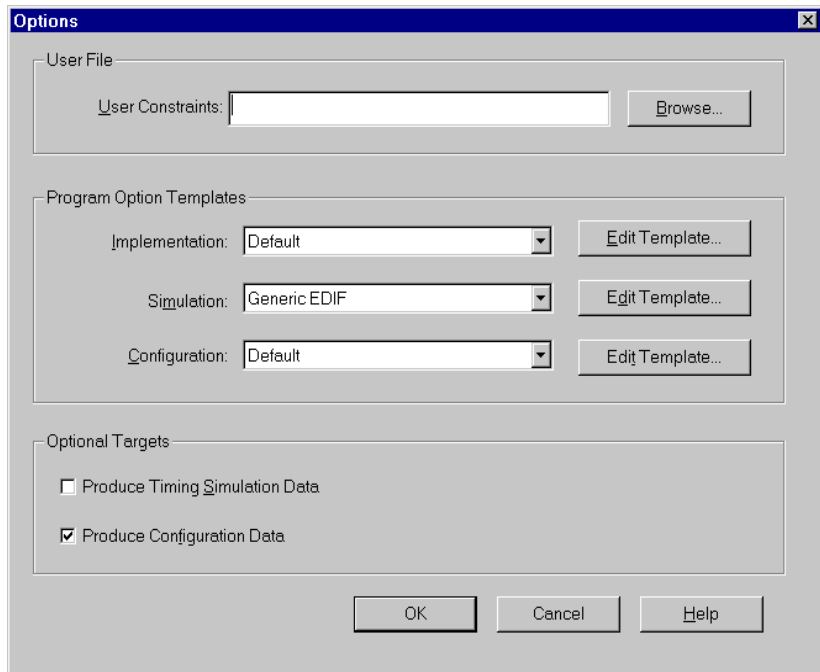 Options
User File
User Constraints:
Browse...
Program Option Templates
Implementation: Default Edit Template...
Simulation: Generic EDIF Edit Template...
Configuration: Default Edit Template...
Optional Targets
Produce Timing Simulation Data
Produce Configuration Data
OK Cancel Help